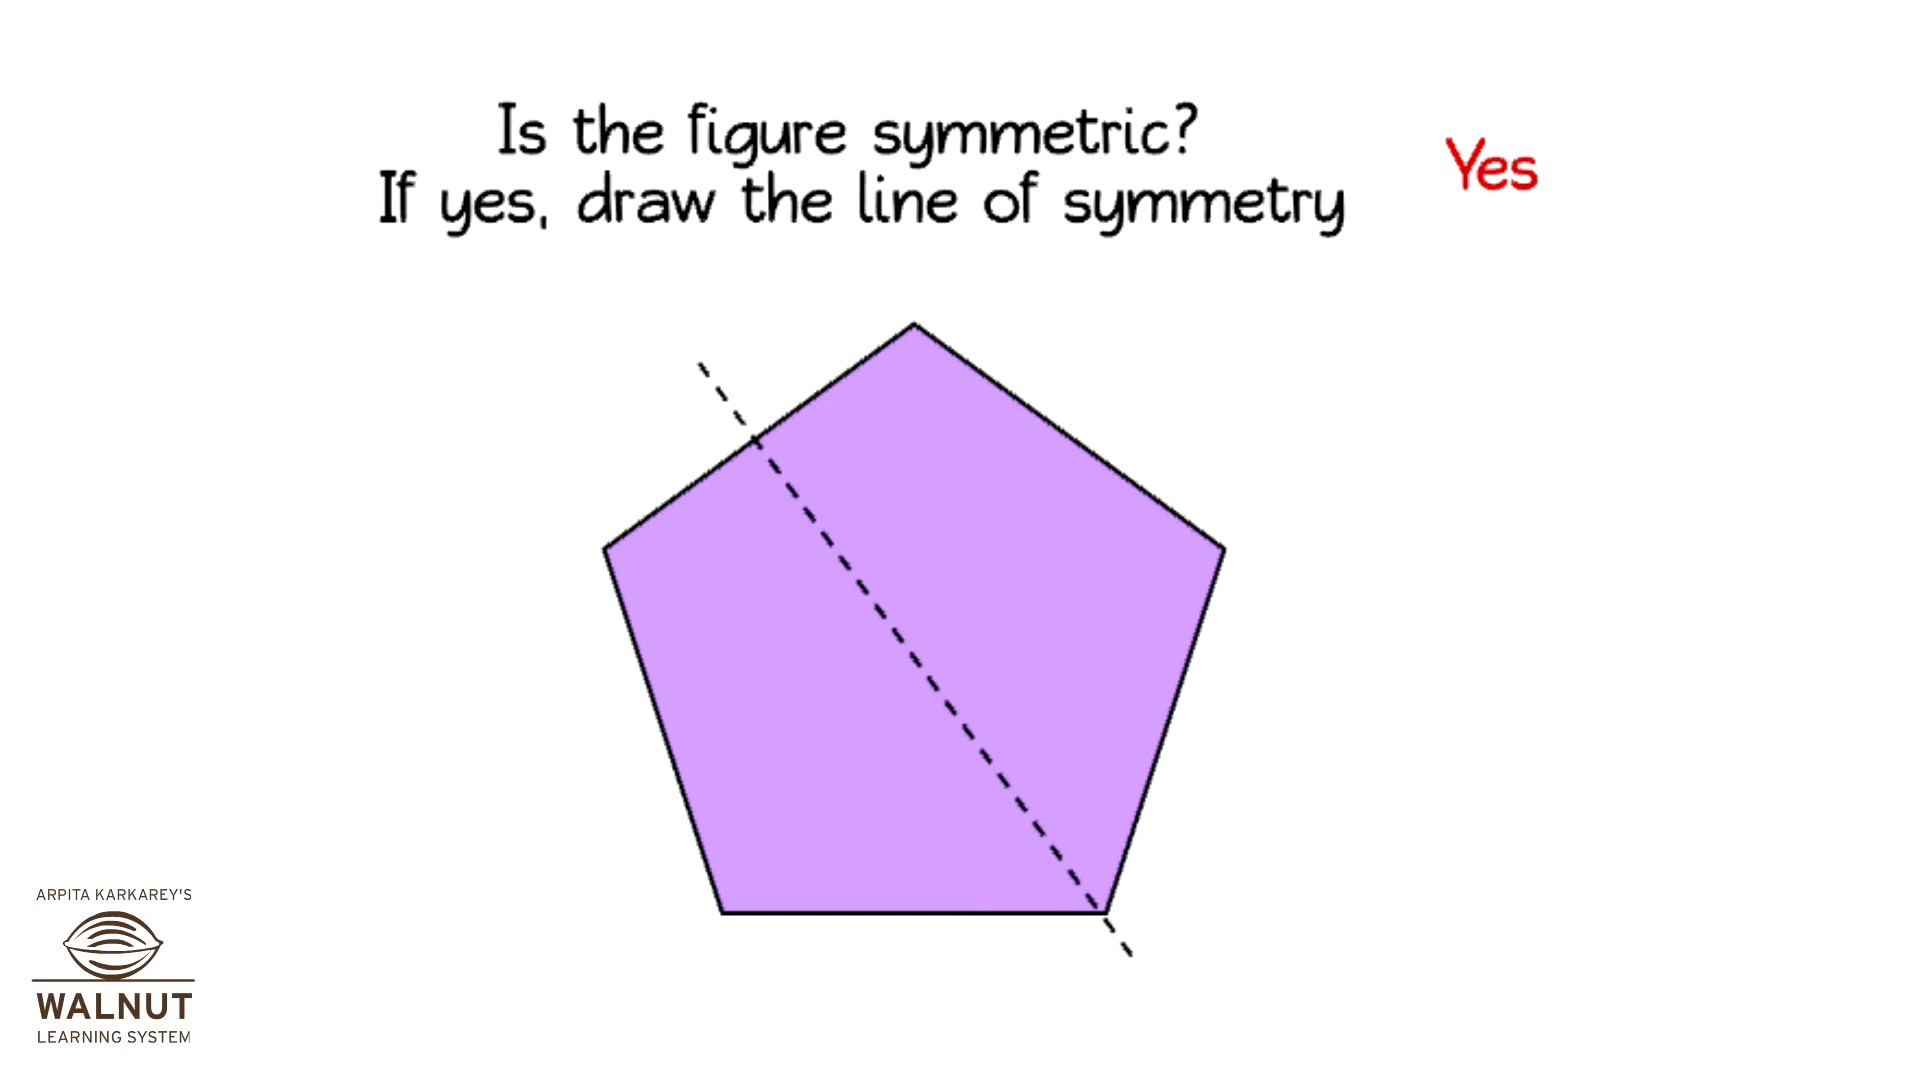 Is the figure symmetric?
If yes, draw the line of symmetry
Yes
ARPITA KARKAREY'S
WALNUT
LEARNING SYSTEM